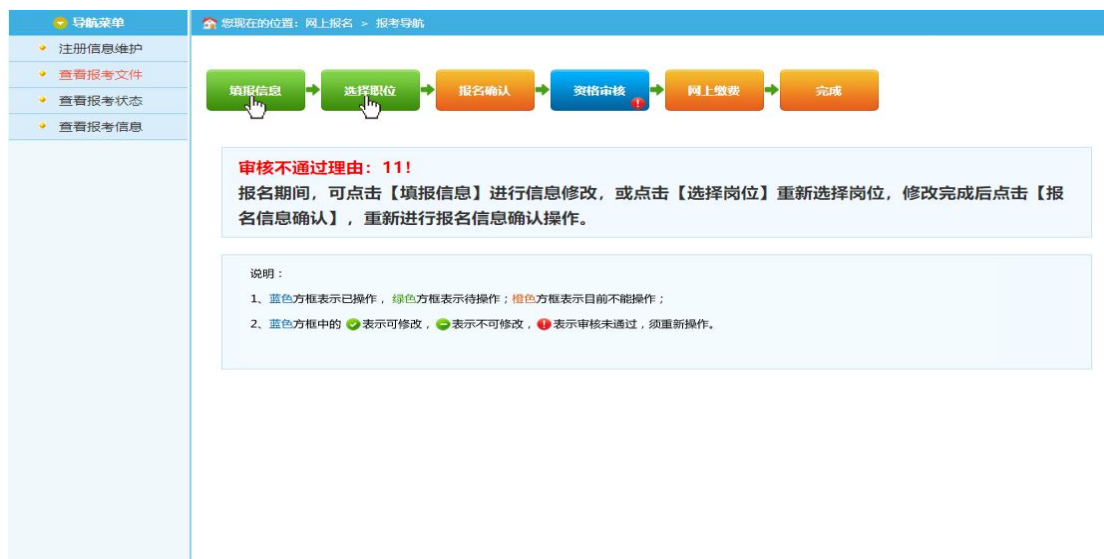 导航菜单
您现在的位置：网上报名 > 报考导航
注册信息维护
查看报考文件
查看报考状态
查看报考信息
填报信息
选择职位
报名确认
资格审核
网上缴费
完成
审核不通过理由：11!
报名期间，可点击【填报信息】进行信息修改，或点击【选择岗位】重新选择岗位，修改完成后点击【报
名信息确认】，重新进行报名信息确认操作。
说明：
1、蓝色方框表示已操作，绿色方框表示待操作；橙色方框表示目前不能操作；
2、蓝色方框中的 表示可修改， 表示不可修改， 表示审核未通过，须重新操作。